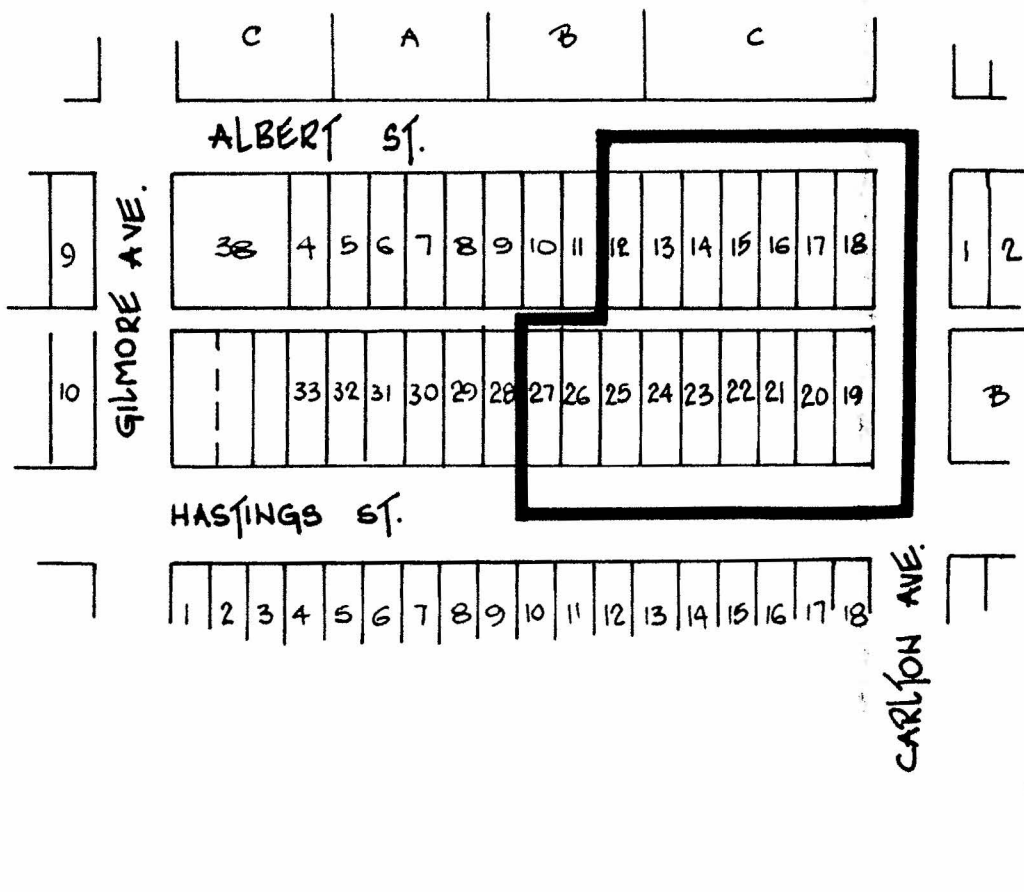 C A B C
ALBERT ST.
GILMORE AVE.
9 38 4 5 6 7 8 9 10 11 12 13 14 15 16 17 18 1 2
10 33 32 31 30 29 28 27 26 25 24 23 22 21 20 19 B
HASTINGS ST.
1 2 3 4 5 6 7 8 9 10 11 12 13 14 15 16 17 18
CARLTON AVE.